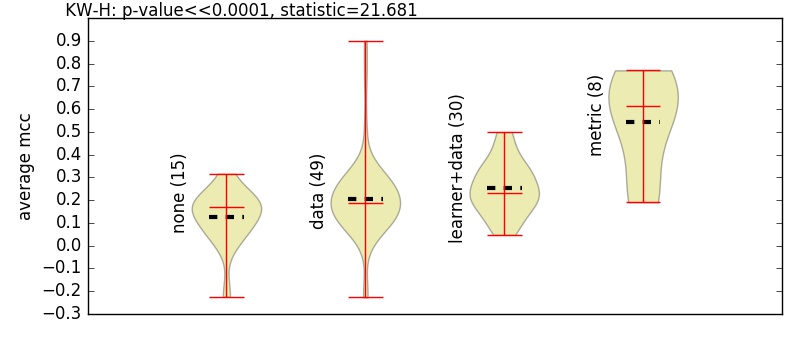 KW-H: p-value<<0.0001, statistic=21.681
average mcc
0.9
0.8
0.7
0.6
0.5
0.4
0.3
0.2
0.1
0.0
−0.1
−0.2
−0.3
none (15)
data (49)
learner+data (30)
metric (8)